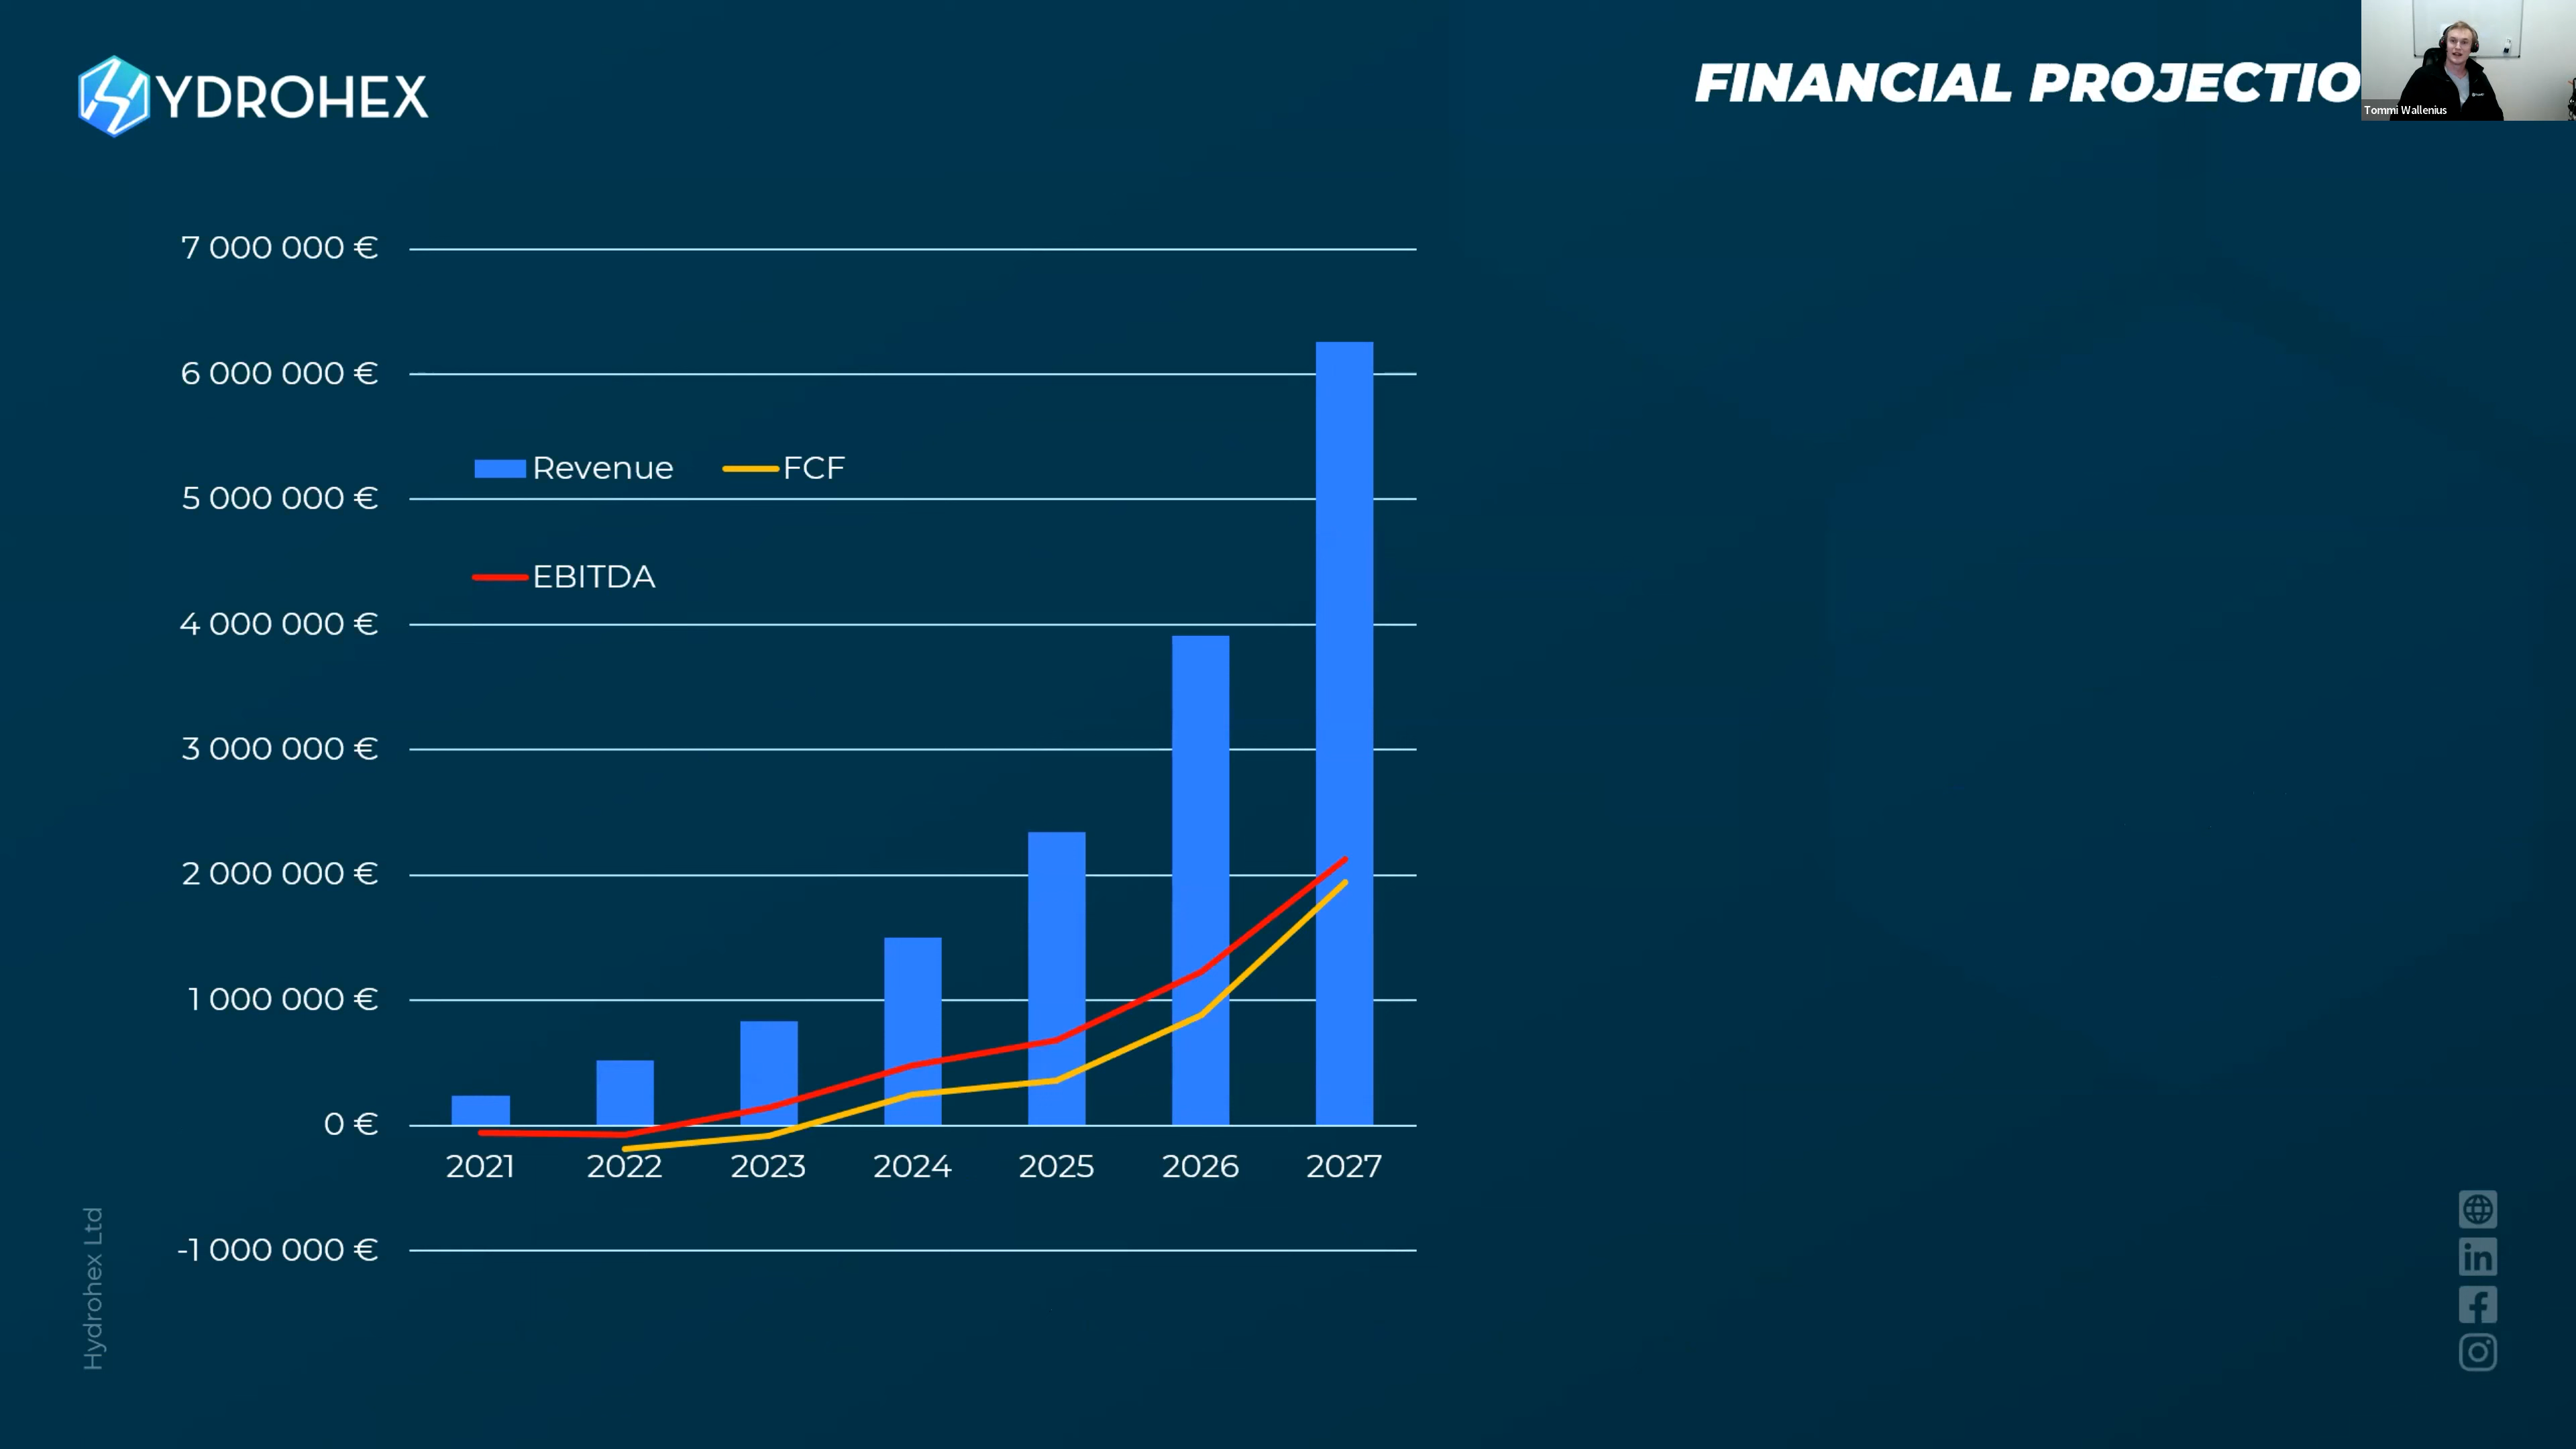 YDROHEX
FINANCIAL PROJECTIO
Tommi Wallenius
7 000 000 €
6 000 000 €
Revenue
FCF
5 000 000 €
EBITDA
4 000 000 €
3 000 000 €
2 000 000 €
1 000 000 €
0 €
2021
2022
2023
2024
2025
2026
2027
-1 000 000 €
Hydrohex Ltd
in